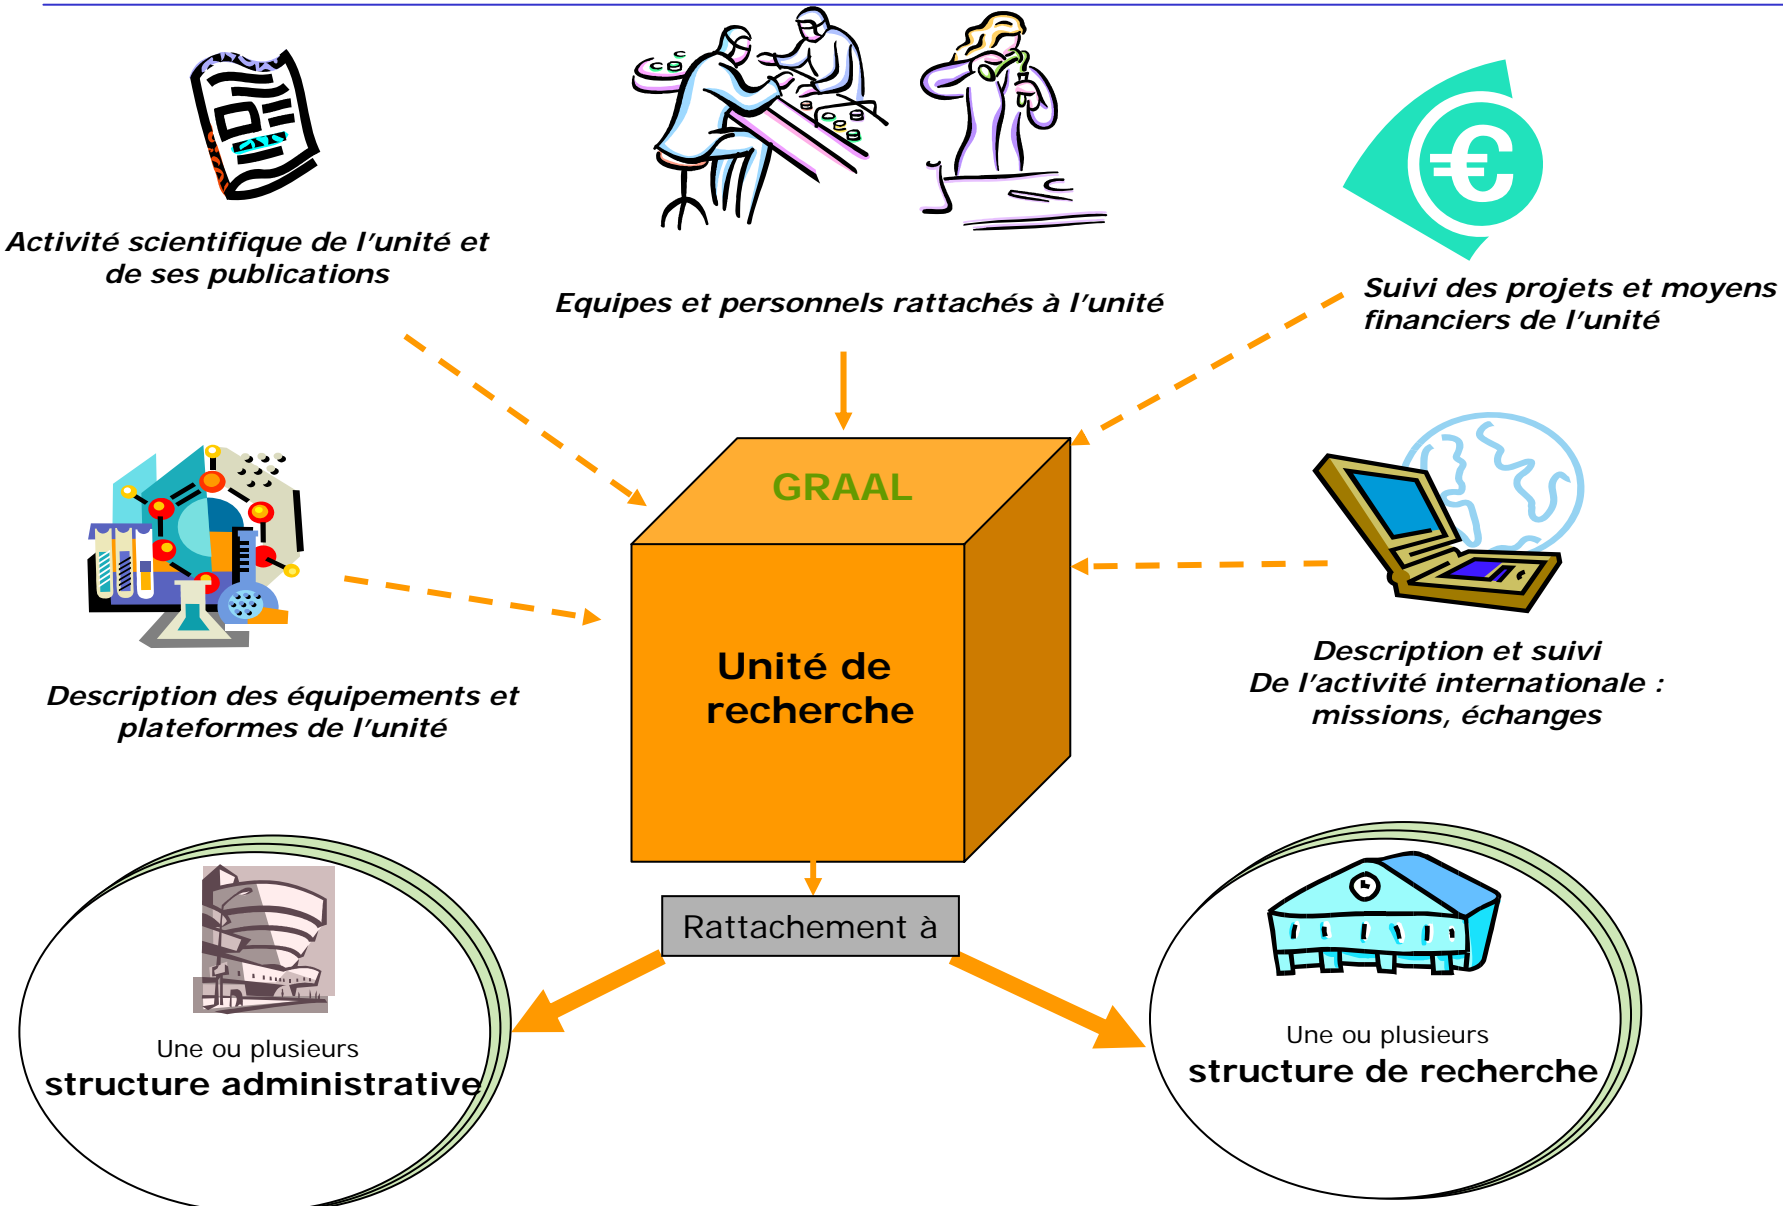 Activité scientifique de l'unité et
de ses publications
Equipes et personnels rattachés à l'unité
Suivi des projets et moyens
financiers de l'unité
GRAAL
Unité de
recherche
Description des équipements et
plateformes de l'unité
Description et suivi
De l'activité internationale :
missions, échanges
Rattachement à
Une ou plusieurs
structure administrative
Une ou plusieurs
structure de recherche